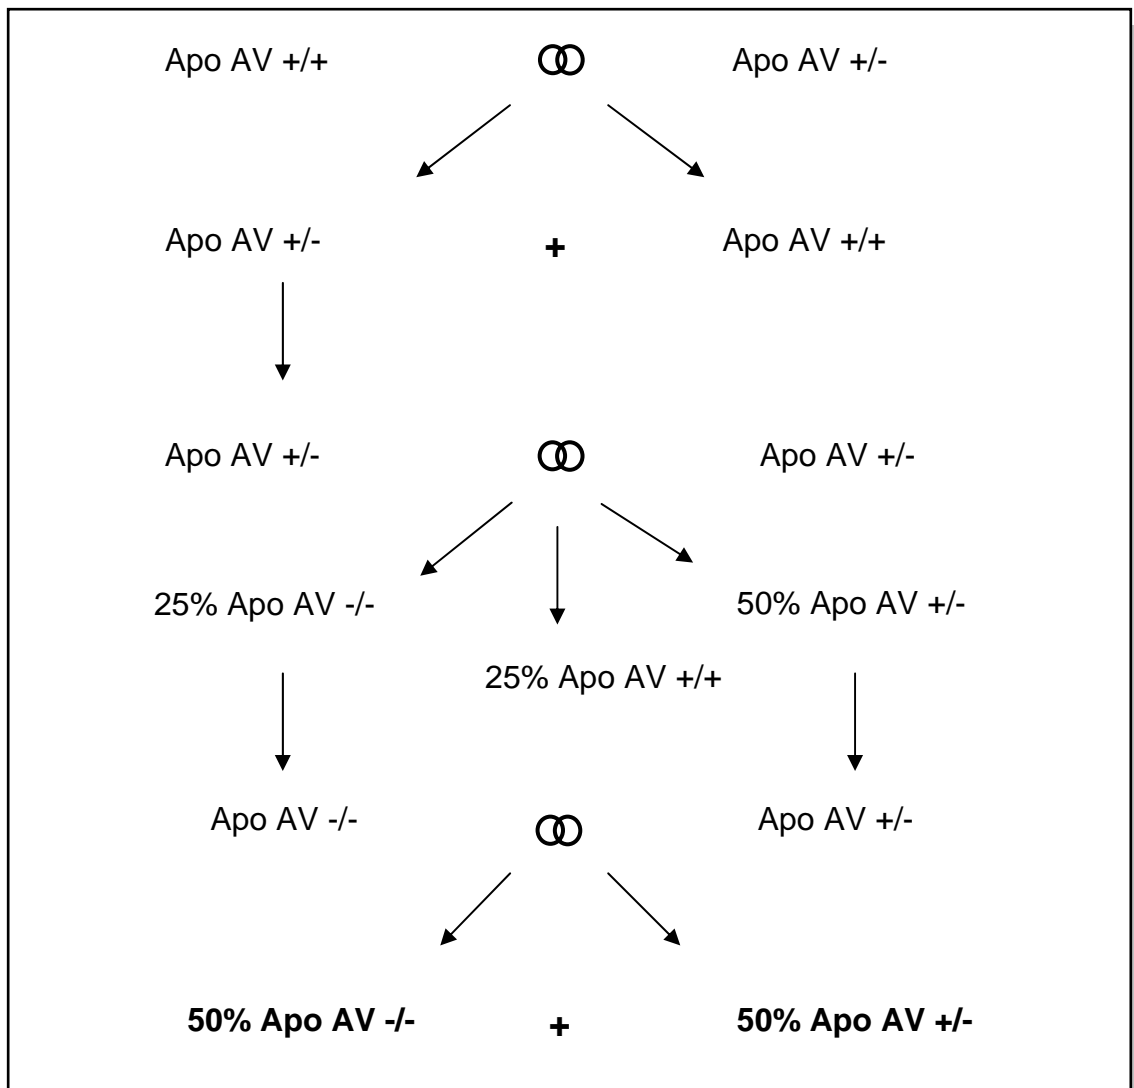 Apo AV +/+ Apo AV +/-
Apo AV +/- + Apo AV +/+
Apo AV +/- Apo AV +/-
25% Apo AV -/- 50% Apo AV +/-
25% Apo AV +/+
Apo AV -/- Apo AV +/-
50% Apo AV -/- + 50% Apo AV +/-